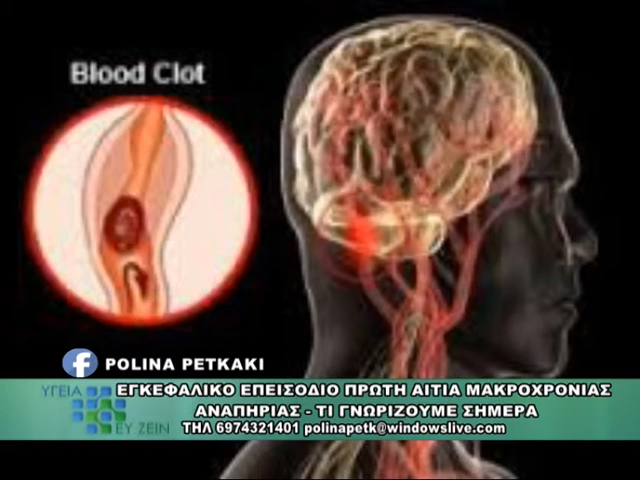 Blood Clot
POLINA PETKAKI
ΥΓΕΙΑ
ΕΥ ΖΕΙΝ
ΕΓΚΕΦΑΛΙΚΟ ΕΠΕΙΣΟΔΙΟ ΠΡΩΤΗ ΑΙΤΙΑ ΜΑΚΡΟΧΡΟΝΙΑΣ
ΑΝΑΠΗΡΙΑΣ - ΤΙ ΓΝΩΡΙΖΟΥΜΕ ΣΗΜΕΡΑ
ΤΗΛ 6974321401 polinapetk@windowslive.com